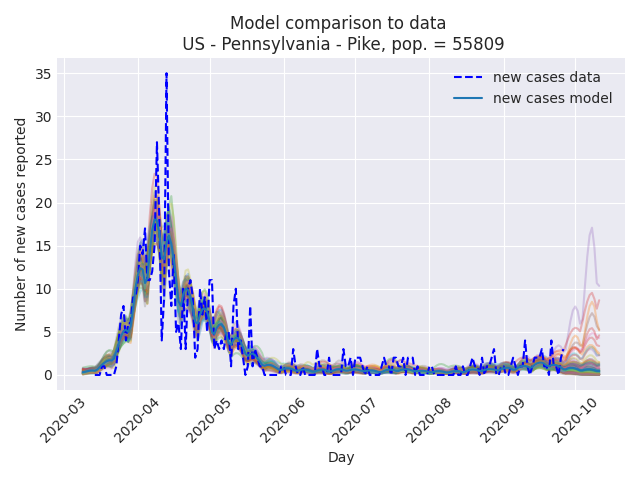 Model comparison to data
US - Pennsylvania - Pike, pop. = 55809
new cases data
new cases model
Number of new cases reported
35
30
25
20
15
10
5
0
2020-03
2020-04
2020-05
2020-06
2020-07
2020-08
2020-09
2020-10
Day